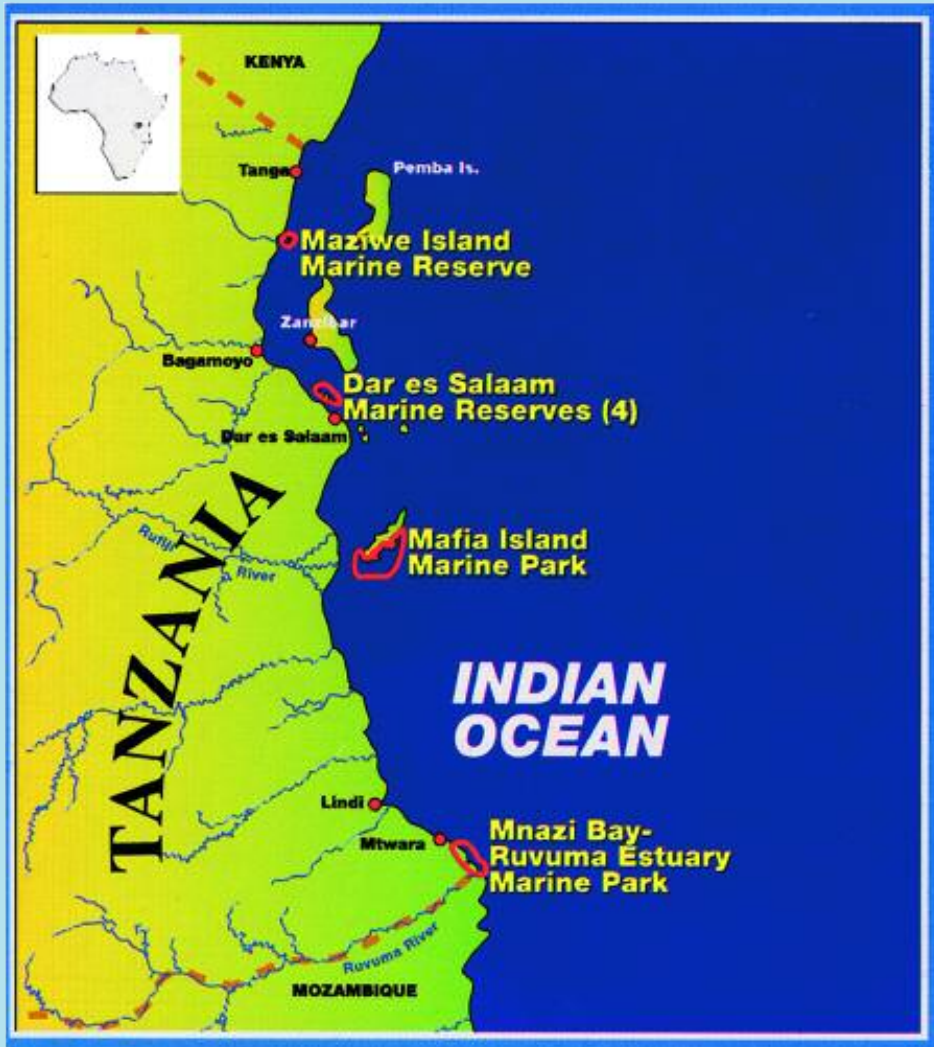 KENYA
Tanga
Pemba Is.
Maziwe Island
Marine Reserve
Zanzibar
Bagamoyo
Dar es Salaam
Marine Reserves (4)
Dar es Salaam
TANZANIA
Rufiji
River
Mafia Island
Marine Park
INDIAN
OCEAN
Lindi
Mtwara
Mnazi Bay-
Ruvuma Estuary
Marine Park
Ruvuma River
MOZAMBIQUE